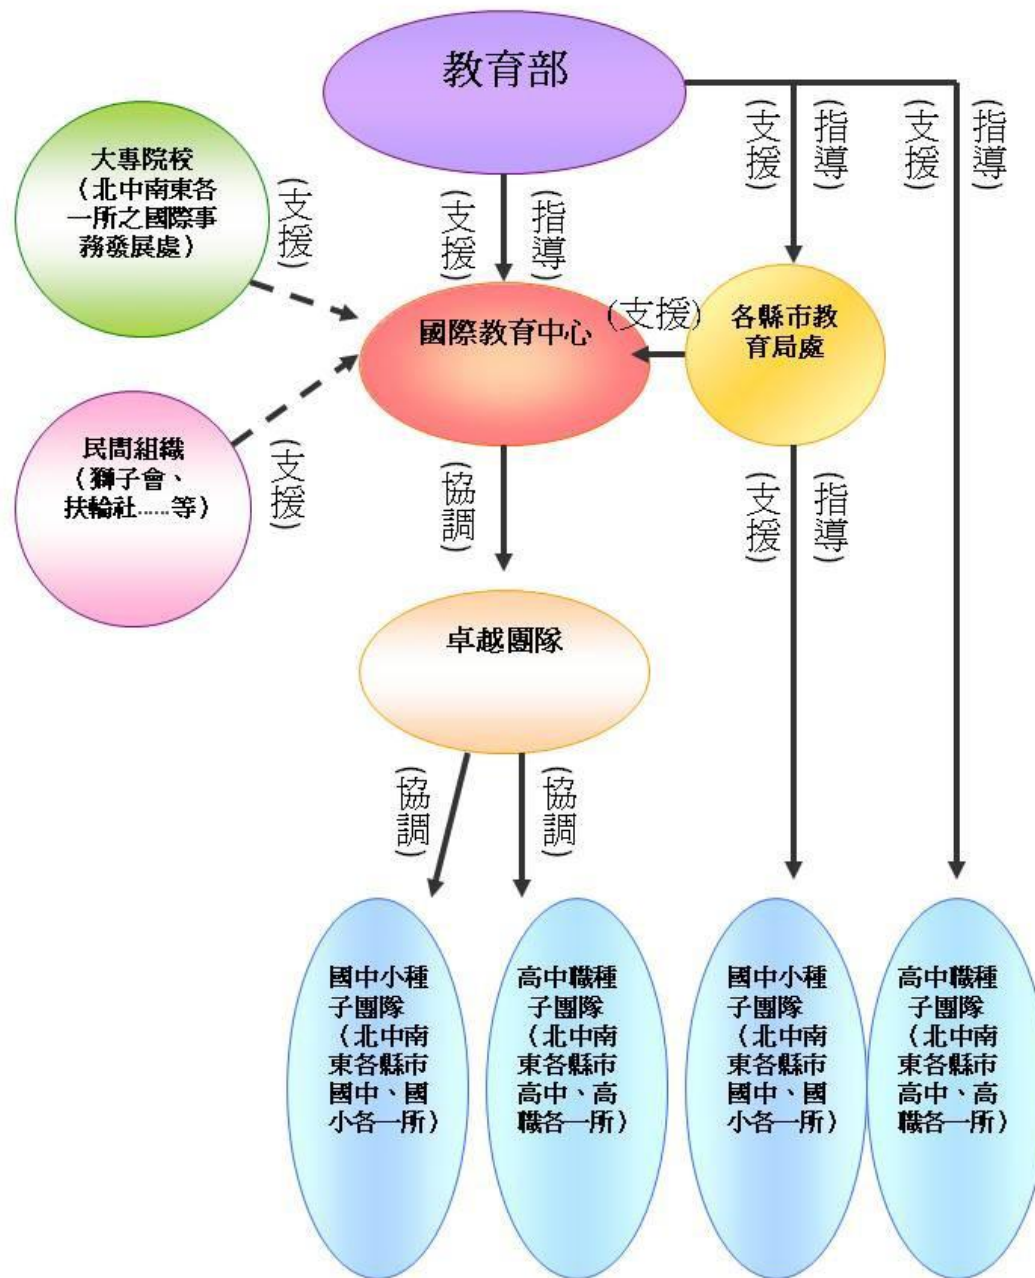 教育部
(支援)
(指導)
(支援)
(指導)
大專院校
（北中南東各
一所之國際事
務發展處）
(支援)
(支援)
(指導)
國際教育中心
(支援)
各縣市教
育局處
民間組織
（獅子會、
扶輪社......等）
(支援)
(協調)
(支援)
(指導)
卓越團隊
(協調)
(協調)
國中小種
子團隊
（北中南
東各縣市
國中、國
小各一所）
高中職種
子團隊
（北中南
東各縣市
高中、高
職各一所）
國中小種
子團隊
（北中南
東各縣市
國中、國
小各一所）
高中職種
子團隊
（北中南
東各縣市
高中、高
職各一所）